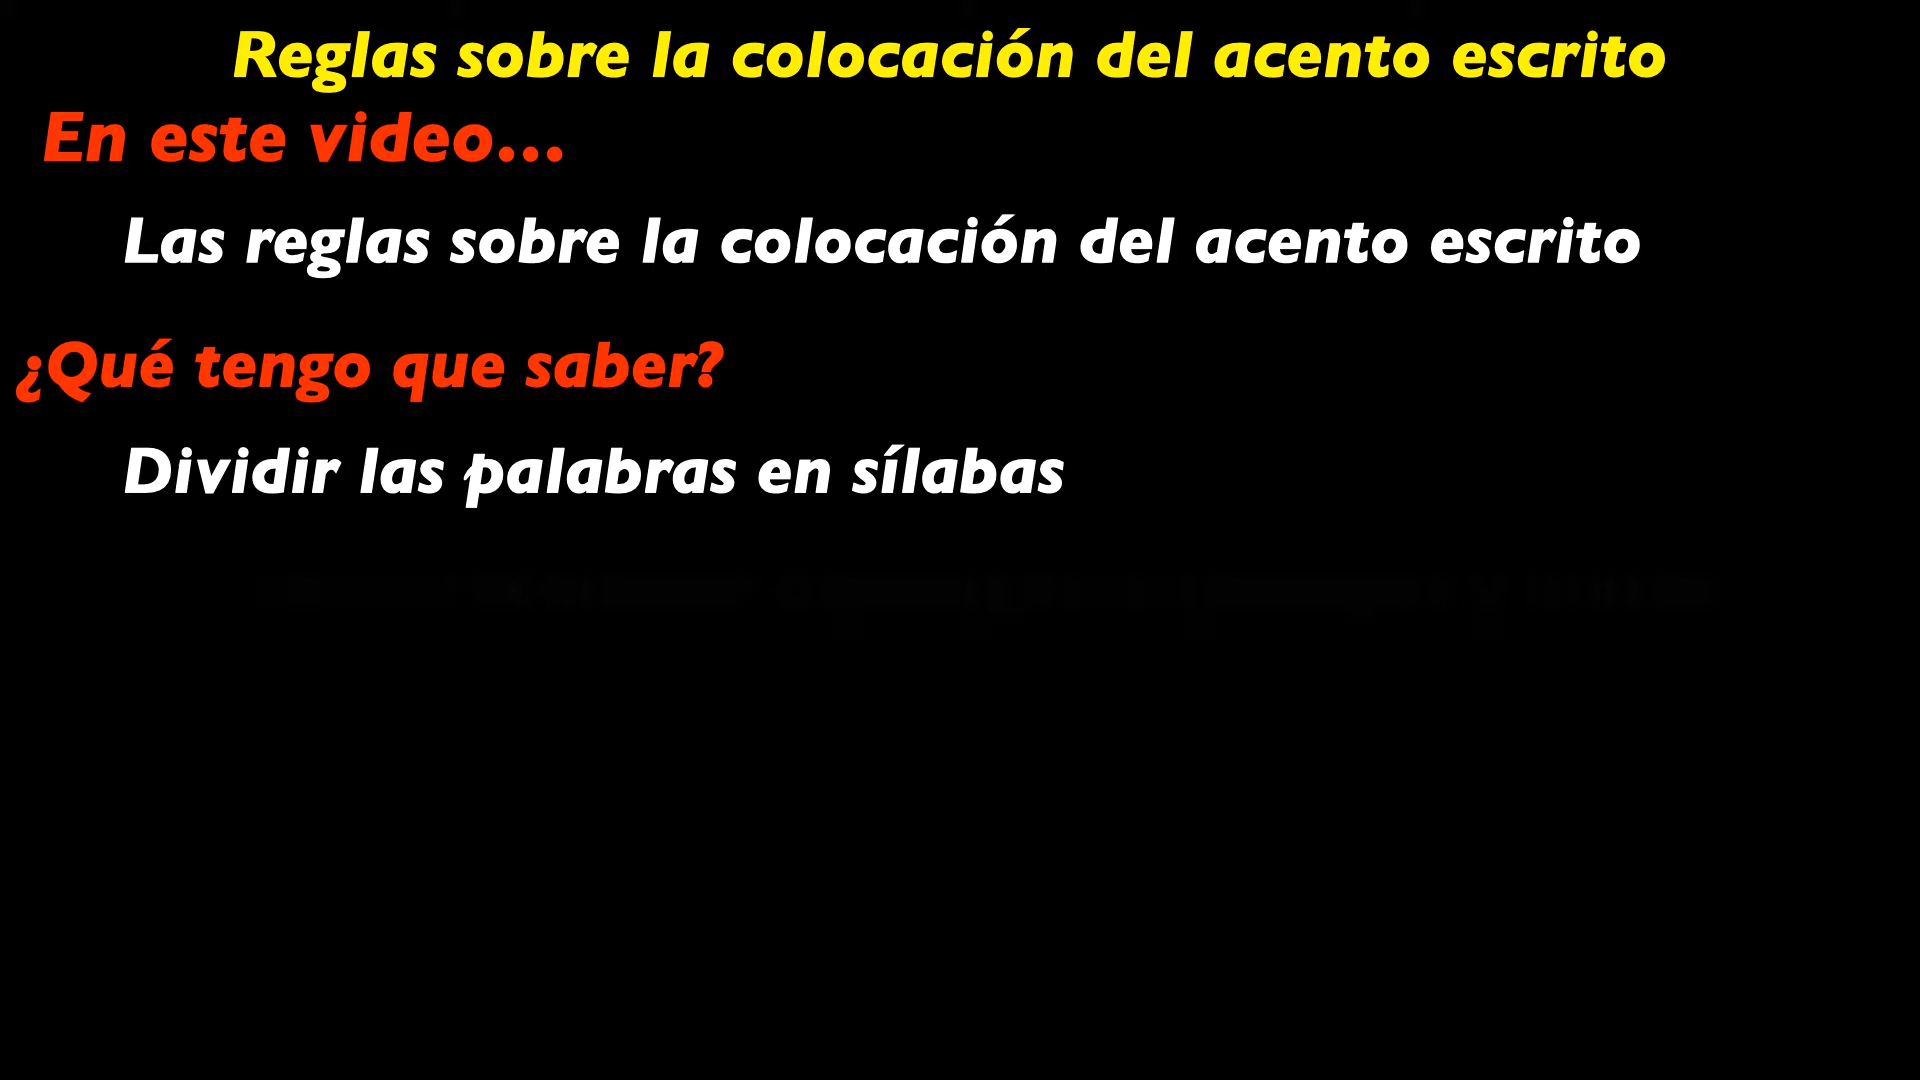 Reglas sobre la colocación del acento escrito
En este video...
Las reglas sobre la colocación del acento escrito
¿Qué tengo que saber?
Dividir las palabras en sílabas